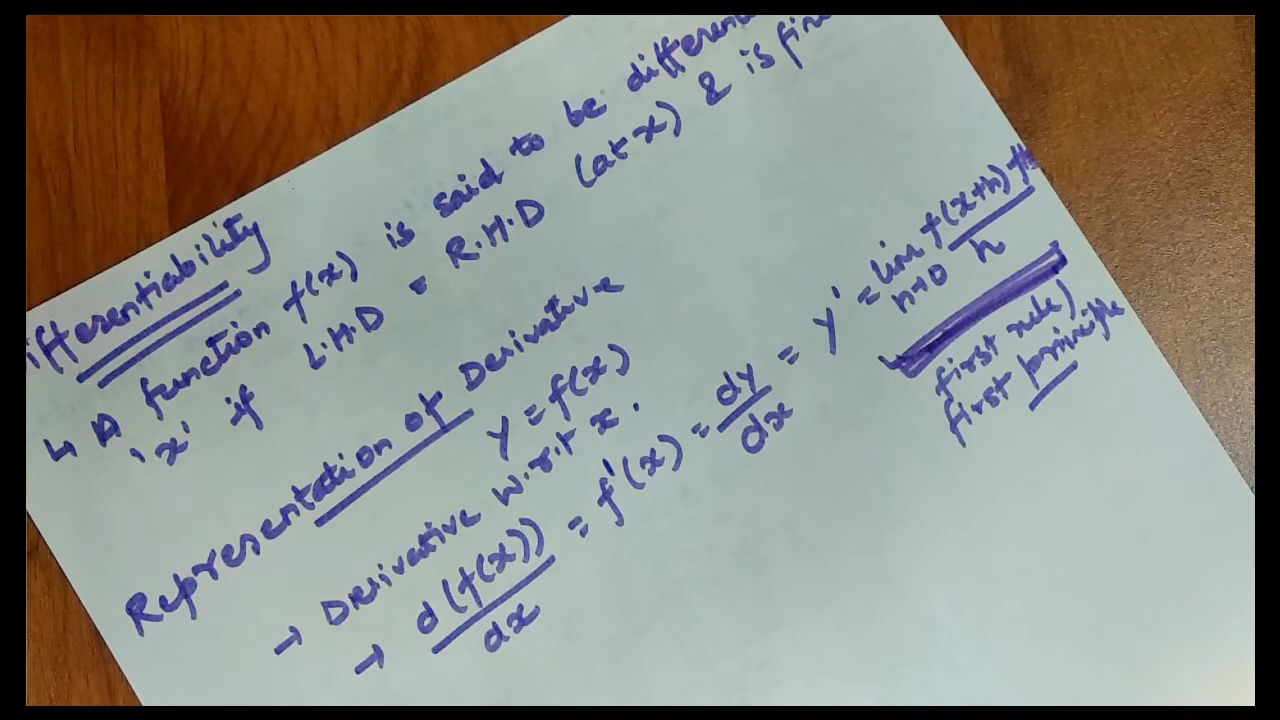 ifferentiability
↳ A function f(x) is said to be differen
'x' if L.H.D = R.H.D (at x) & is fin
Representation of Derivative
y = f(x)
→ Derivative w.r.t x.
→ d(f(x))/dx = f'(x) = dy/dx = y' = lim h→0 f(x+h)-f(x)/h
first rule)
first principle